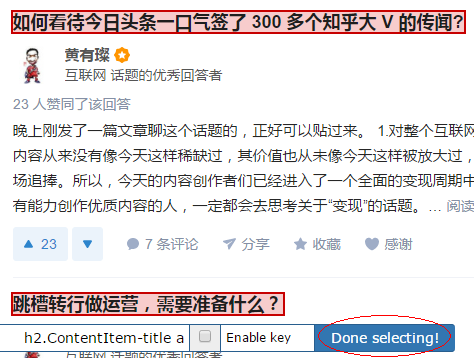 如何看待今日头条一口气签了 300 多个知乎大 V 的传闻?
黄有璨
互联网 话题的优秀回答者
23 人赞同了该回答
晚上刚发了一篇文章聊这个话题的，正好可以贴过来。 1.对整个互联网
内容从来没有像今天这样稀缺过，其价值也从未像今天这样被放大过，
场追捧。所以，今天的内容创作者们已经进入了一个全面的变现周期中
有能力创作优质内容的人，一定都会去思考关于“变现”的话题。… 阅读
23
7 条评论 分享 收藏 感谢
跳槽转行做运营，需要准备什么？
h2.ContentItem-title a Enable key Done selecting!
互联网 话题的优秀回答者